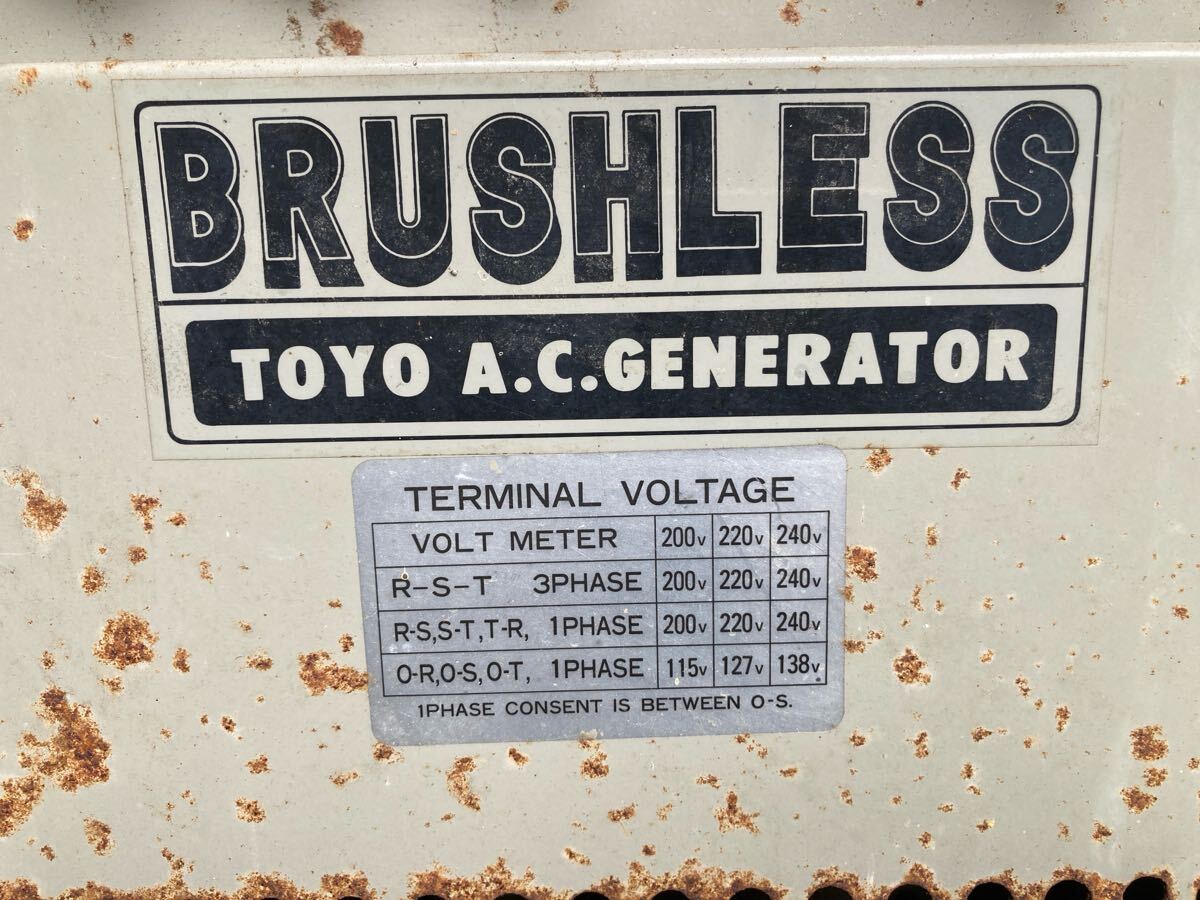 BRUSHLESS
TOYO A.C.GENERATOR
TERMINAL VOLTAGE
VOLT METER 200V 220V 240V
R-S-T 3PHASE 200V 220V 240V
R-S,S-T,T-R, 1PHASE 200V 220V 240V
O-R,O-S,O-T, 1PHASE 115V 127V 138V
1PHASE CONSENT IS BETWEEN O-S.